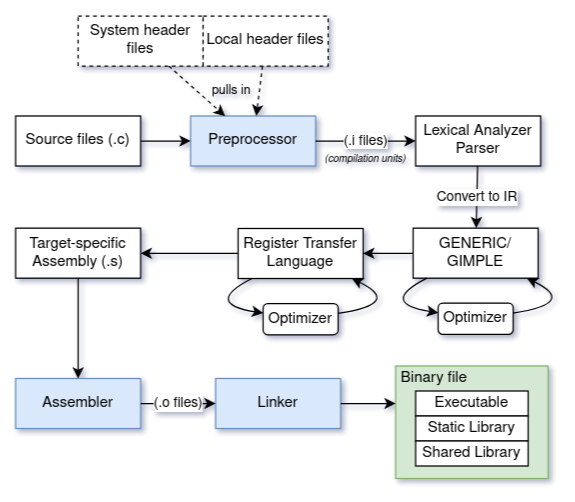 System header
files
Local header files
pulls in
Source files (.c)
Preprocessor
(.i files)
(compilation units)
Lexical Analyzer
Parser
Convert to IR
Target-specific
Assembly (.s)
Register Transfer
Language
GENERIC/
GIMPLE
Optimizer
Optimizer
Assembler
(.o files)
Linker
Binary file
Executable
Static Library
Shared Library